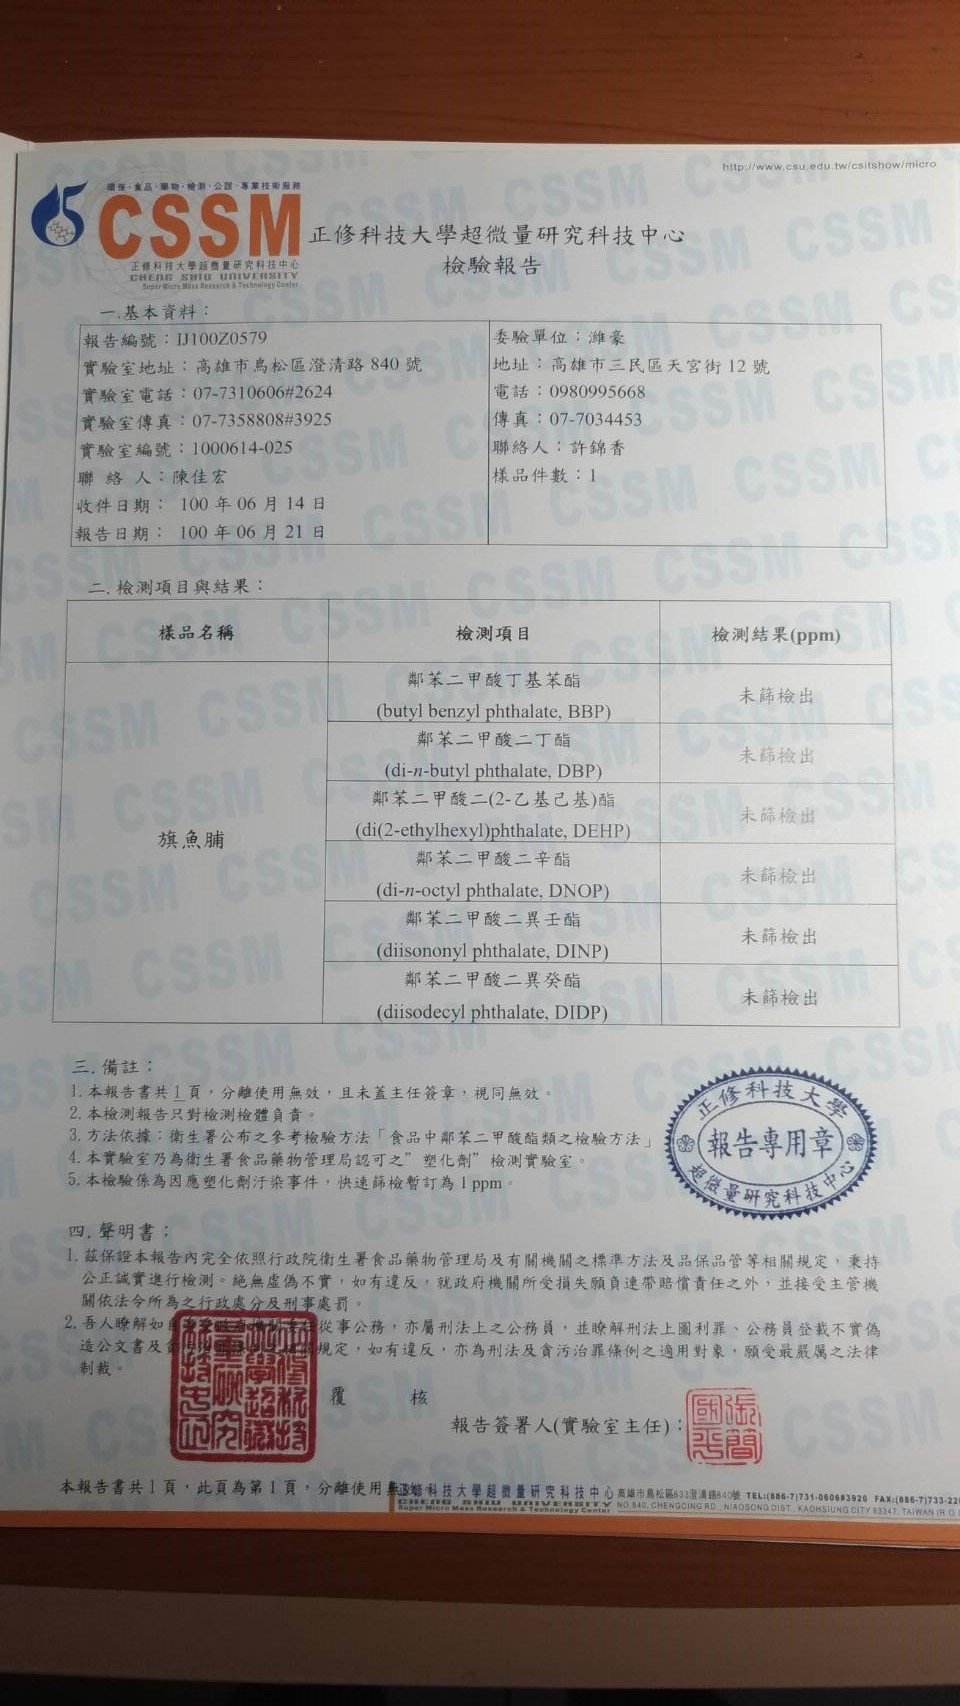 http://www.csu.edu.tw/csitshow/micro
環保‧食品‧藥物‧檢測‧公證‧專業技術服務
CSSM
正修科技大學超微量研究科技中心
CHENG SHIU UNIVERSITY
Super Micro Mass Research & Technology Center
正修科技大學超微量研究科技中心
檢驗報告
一.基本資料：
報告編號：IJ100Z0579
實驗室地址：高雄市鳥松區澄清路 840 號
實驗室電話：07-7310606#2624
實驗室傳真：07-7358808#3925
實驗室編號：1000614-025
聯 絡 人：陳佳宏
收件日期： 100 年 06 月 14 日
報告日期： 100 年 06 月 21 日
委驗單位：濰豪
地址：高雄市三民區天宮街 12 號
電話：0980995668
傳真：07-7034453
聯絡人：許錦香
樣品件數：1
二.檢測項目與結果：
樣品名稱 檢測項目 檢測結果(ppm)
旗魚脯
鄰苯二甲酸丁基苯酯
(butyl benzyl phthalate, BBP)
未篩檢出
鄰苯二甲酸二丁酯
(di-n-butyl phthalate, DBP)
未篩檢出
鄰苯二甲酸二(2-乙基己基)酯
(di(2-ethylhexyl)phthalate, DEHP)
未篩檢出
鄰苯二甲酸二辛酯
(di-n-octyl phthalate, DNOP)
未篩檢出
鄰苯二甲酸二異壬酯
(diisononyl phthalate, DINP)
未篩檢出
鄰苯二甲酸二異癸酯
(diisodecyl phthalate, DIDP)
未篩檢出
三.備註：
1.本報告書共1頁，分離使用無效，且未蓋主任簽章，視同無效。
2.本檢測報告只對檢測檢體負責。
3.方法依據：衛生署公布之參考檢驗方法「食品中鄰苯二甲酸酯類之檢驗方法」
4.本實驗室乃為衛生署食品藥物管理局認可之”塑化劑”檢測實驗室。
5.本檢驗係為因應塑化劑汙染事件，快速篩檢暫訂為 1 ppm。
正修科技大學
報告專用章
超微量研究科技中心
四.聲明書：
1.茲保證本報告內完全依照行政院衛生署食品藥物管理局及有關機關之標準方法及品保品管等相關規定，秉持
公正誠實進行檢測。絕無虛偽不實，如有違反，就政府機關所受損失願負連帶賠償責任之外，並接受主管機
關依法令所為之行政處分及刑事處罰。
2.吾人瞭解如自 從事公務，亦屬刑法上之公務員，並瞭解刑法上圖利罪、公務員登載不實偽
造公文書及 規定，如有違反，亦為刑法及貪污治罪條例之適用對象，願受最嚴厲之法律
制裁。
覆 核
報告簽署人(實驗室主任)：
張簡國平
本報告書共 1 頁，此頁為第 1 頁，分離使用無效
正修科技大學超微量研究科技中心
CHENG SHIU UNIVERSITY
Super Micro Mass Research & Technology Center
高雄市鳥松區833澄清路840號 TEL:(886-7)731-0606#3920 FAX:(886-7)733-22
NO.840, CHENGCING RD., NIAOSONG DIST., KAOHSIUNG CITY 83347, TAIWAN (R.O.